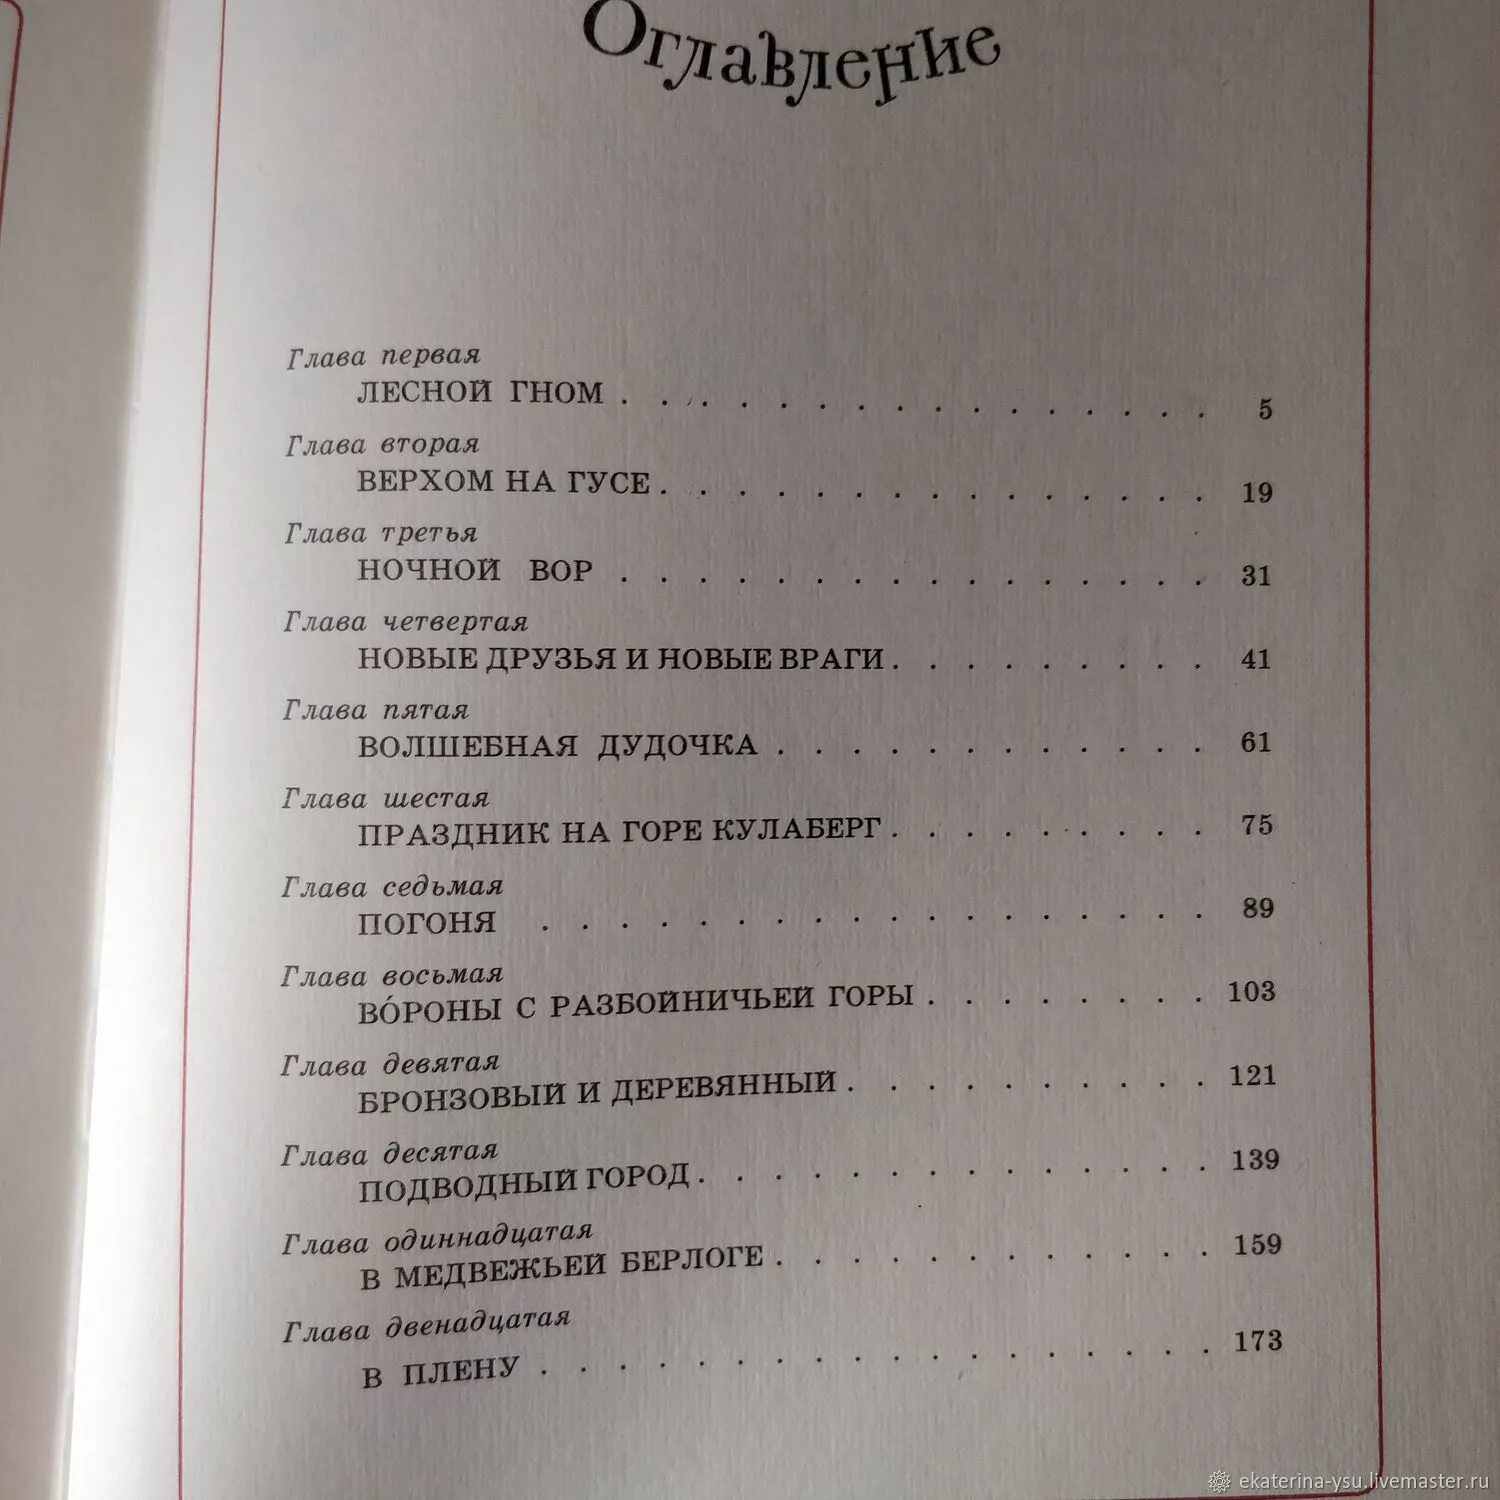 Оглавление
Глава первая
ЛЕСНОЙ ГНОМ . . . . . . . . . . . . . . . . 5
Глава вторая
ВЕРХОМ НА ГУСЕ . . . . . . . . . . . . . . . 19
Глава третья
НОЧНОЙ ВОР . . . . . . . . . . . . . . . . 31
Глава четвертая
НОВЫЕ ДРУЗЬЯ И НОВЫЕ ВРАГИ . . . . . . . . . 41
Глава пятая
ВОЛШЕБНАЯ ДУДОЧКА . . . . . . . . . . . . 61
Глава шестая
ПРАЗДНИК НА ГОРЕ КУЛАБЕРГ . . . . . . . . . 75
Глава седьмая
ПОГОНЯ . . . . . . . . . . . . . . . . . . 89
Глава восьмая
ВО́РОНЫ С РАЗБОЙНИЧЬЕЙ ГОРЫ . . . . . . . . 103
Глава девятая
БРОНЗОВЫЙ И ДЕРЕВЯННЫЙ . . . . . . . . . . 121
Глава десятая
ПОДВОДНЫЙ ГОРОД . . . . . . . . . . . . . . 139
Глава одиннадцатая
В МЕДВЕЖЬЕЙ БЕРЛОГЕ . . . . . . . . . . . . 159
Глава двенадцатая
В ПЛЕНУ . . . . . . . . . . . . . . . . . . 173
ekaterina-ysu.livemaster.ru